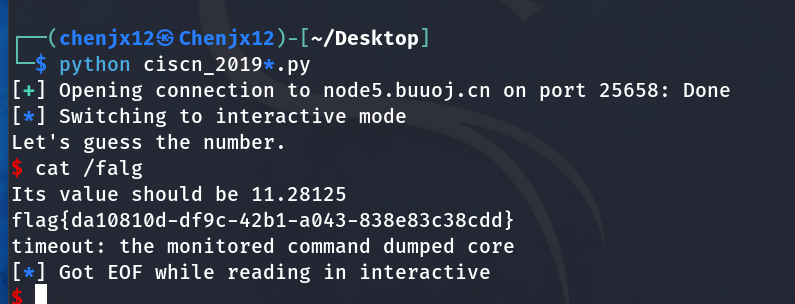 ┌──(chenjx12㉿Chenjx12)-[~/Desktop]
└─$ python ciscn_2019*.py
[+] Opening connection to node5.buuoj.cn on port 25658: Done
[*] Switching to interactive mode
Let's guess the number.
$ cat /falg
Its value should be 11.28125
flag{da10810d-df9c-42b1-a043-838e83c38cdd}
timeout: the monitored command dumped core
[*] Got EOF while reading in interactive
$